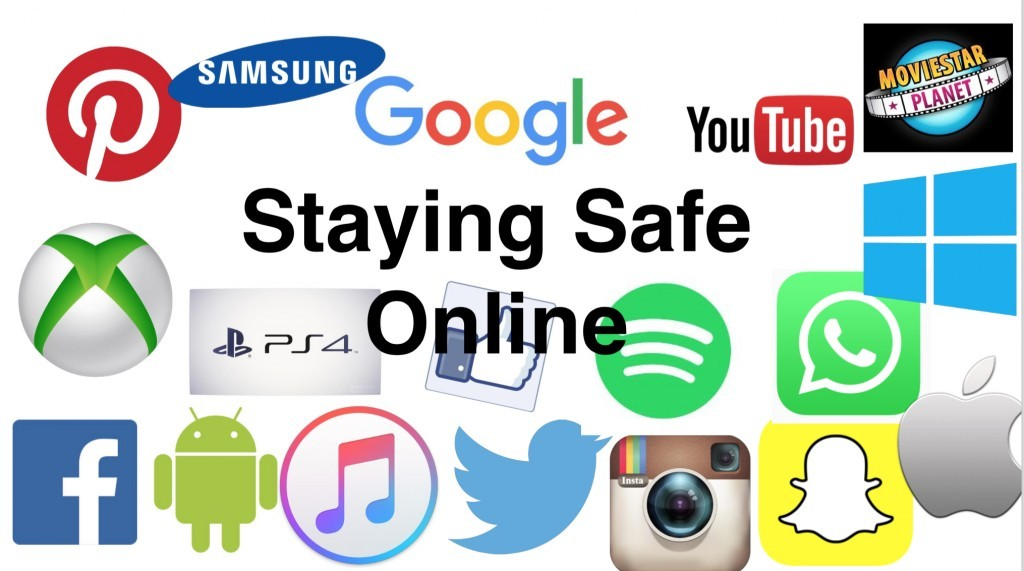 SAMSUNG
Google
YouTube
MOVIESTAR
PLANET
Staying Safe
Online
PS4
Insta